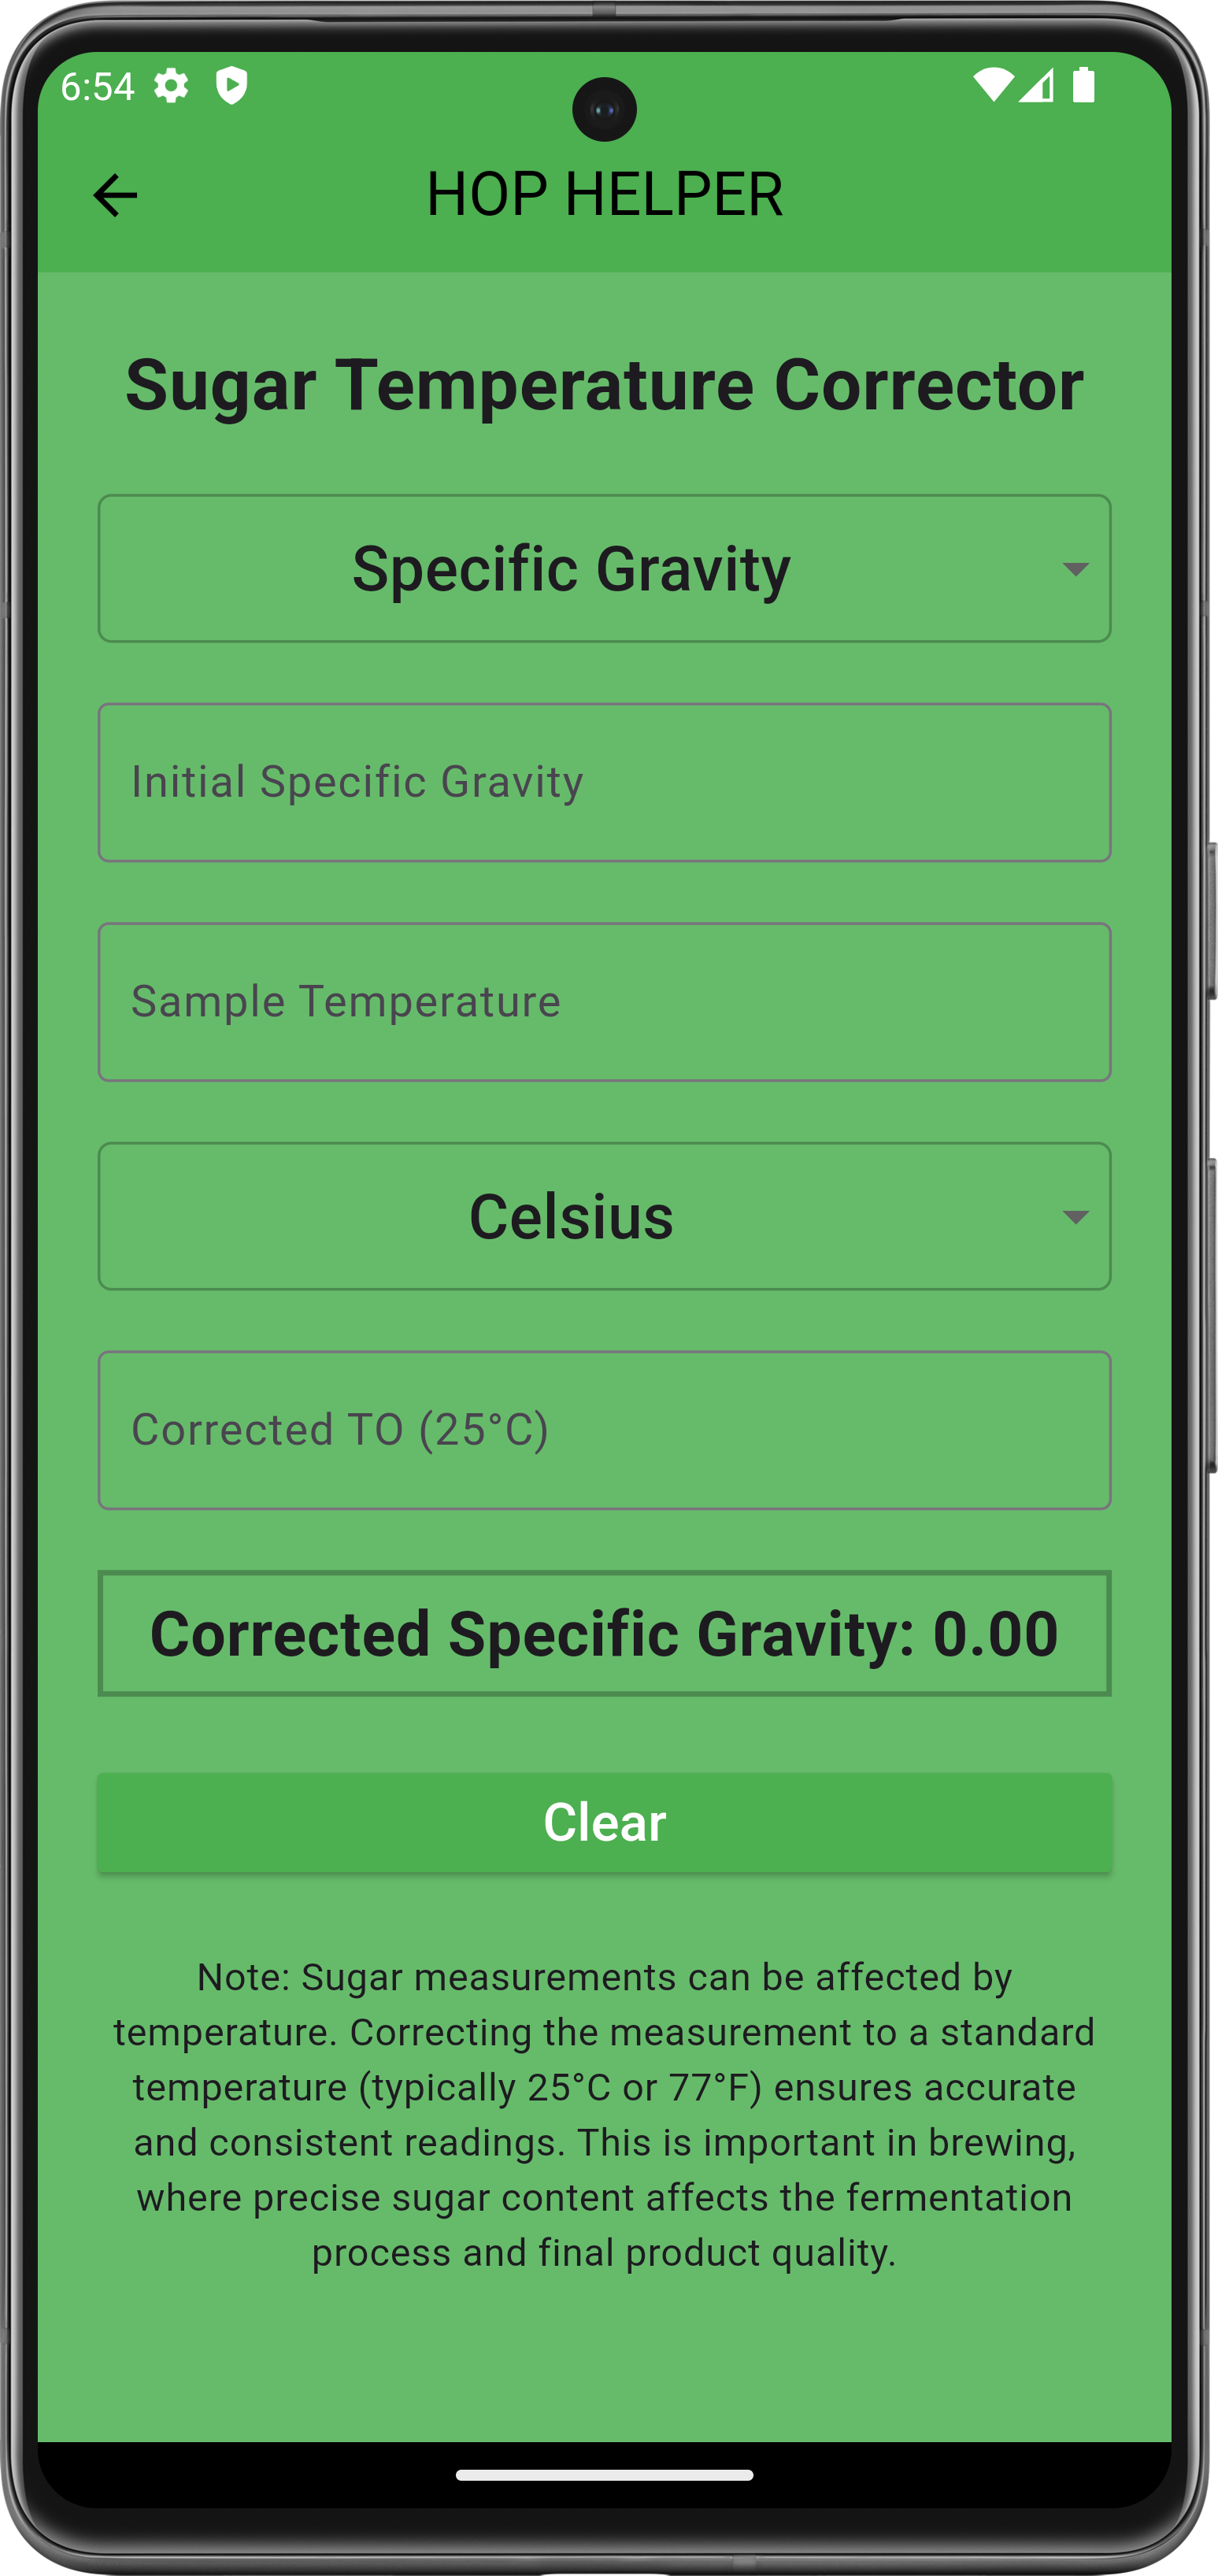 6:54
HOP HELPER
Sugar Temperature Corrector
Specific Gravity
Initial Specific Gravity
Sample Temperature
Celsius
Corrected TO (25°C)
Corrected Specific Gravity: 0.00
Clear
Note: Sugar measurements can be affected by
temperature. Correcting the measurement to a standard
temperature (typically 25°C or 77°F) ensures accurate
and consistent readings. This is important in brewing,
where precise sugar content affects the fermentation
process and final product quality.